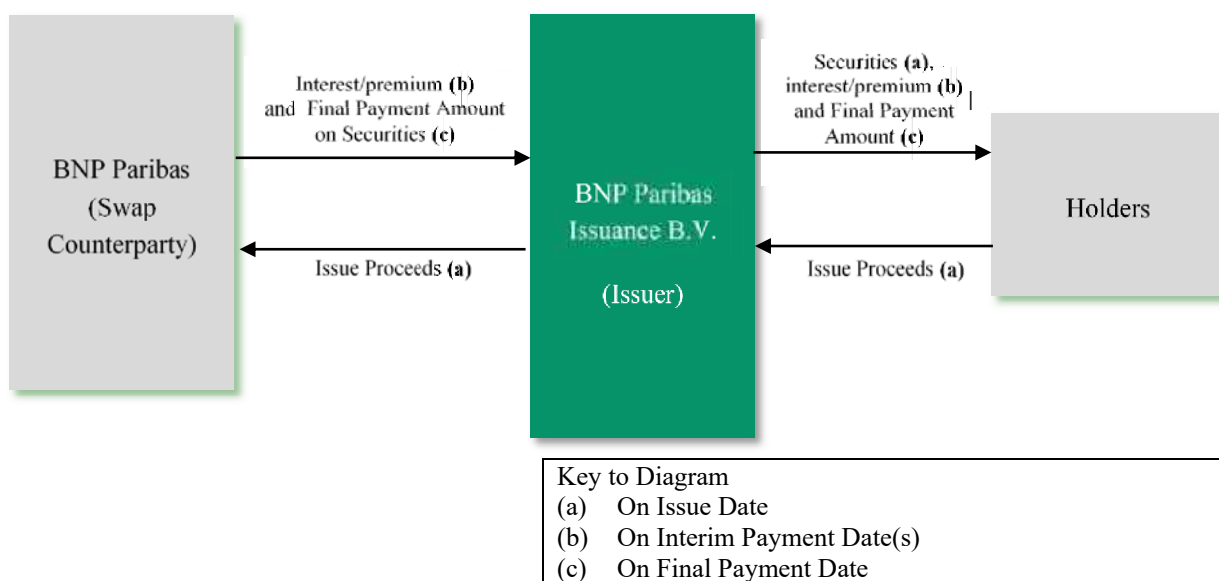 Interest/premium (b)
and Final Payment Amount
on Securities (c)
Securities (a),
interest/premium (b)
and Final Payment
Amount (c)
BNP Paribas
(Swap
Counterparty)
BNP Paribas
Issuance B.V.
(Issuer)
Holders
Issue Proceeds (a)
Issue Proceeds (a)
Key to Diagram
(a) On Issue Date
(b) On Interim Payment Date(s)
(c) On Final Payment Date